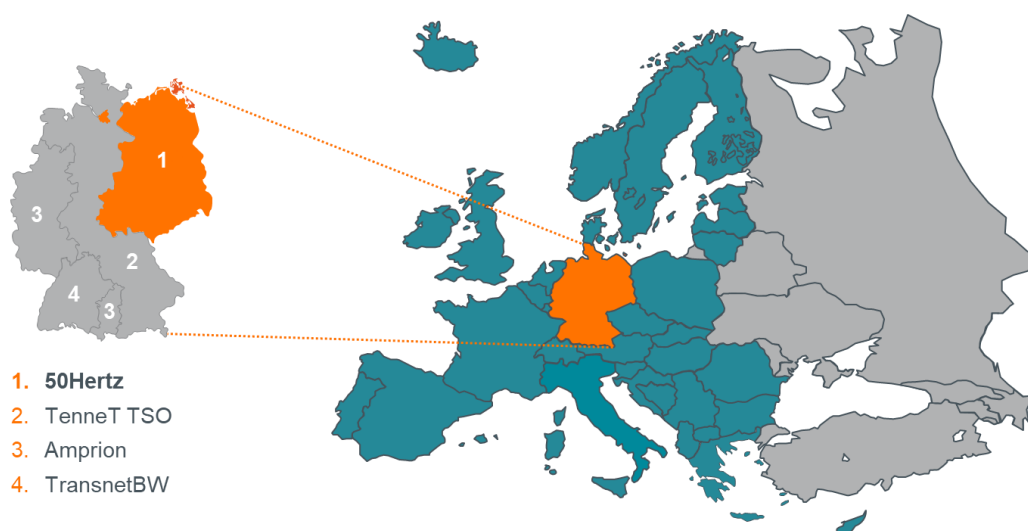 1
3
2
4
3
1. 50Hertz
2. TenneT TSO
3. Amprion
4. TransnetBW